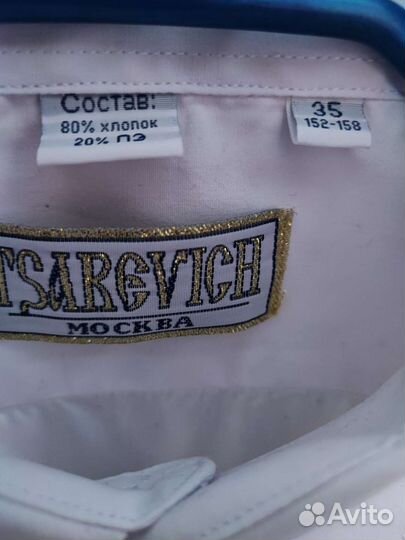 Состав:
80% хлопок
20% ПЭ
35
152-158
TSAREVICH
МОСКВА
Avito